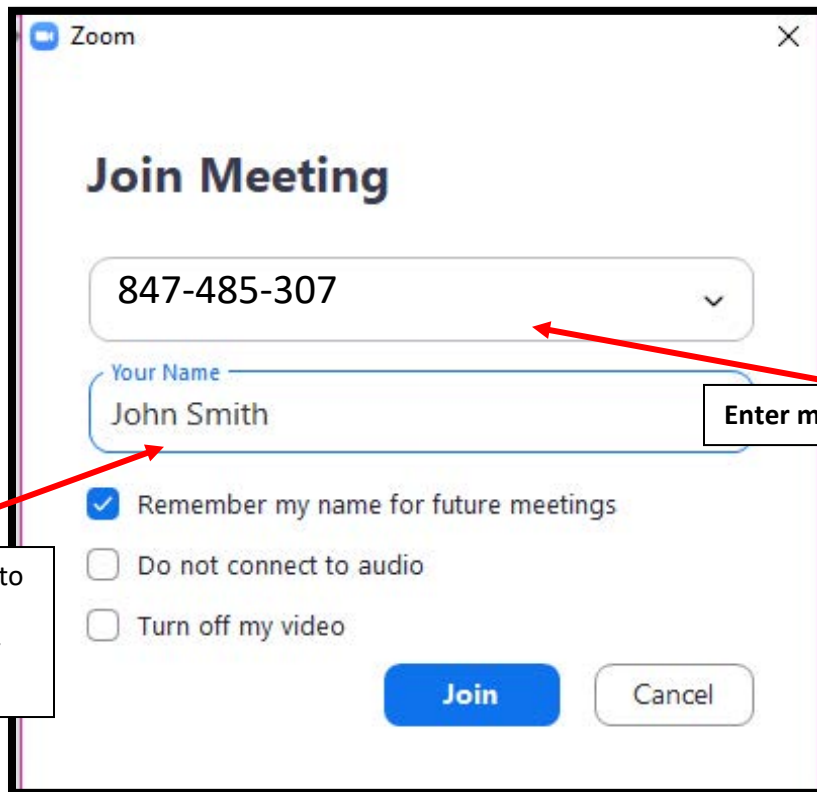 Zoom
Join Meeting
847-485-307
Your Name
John Smith
Enter m
Remember my name for future meetings
to
Do not connect to audio
Turn off my video
Join
Cancel